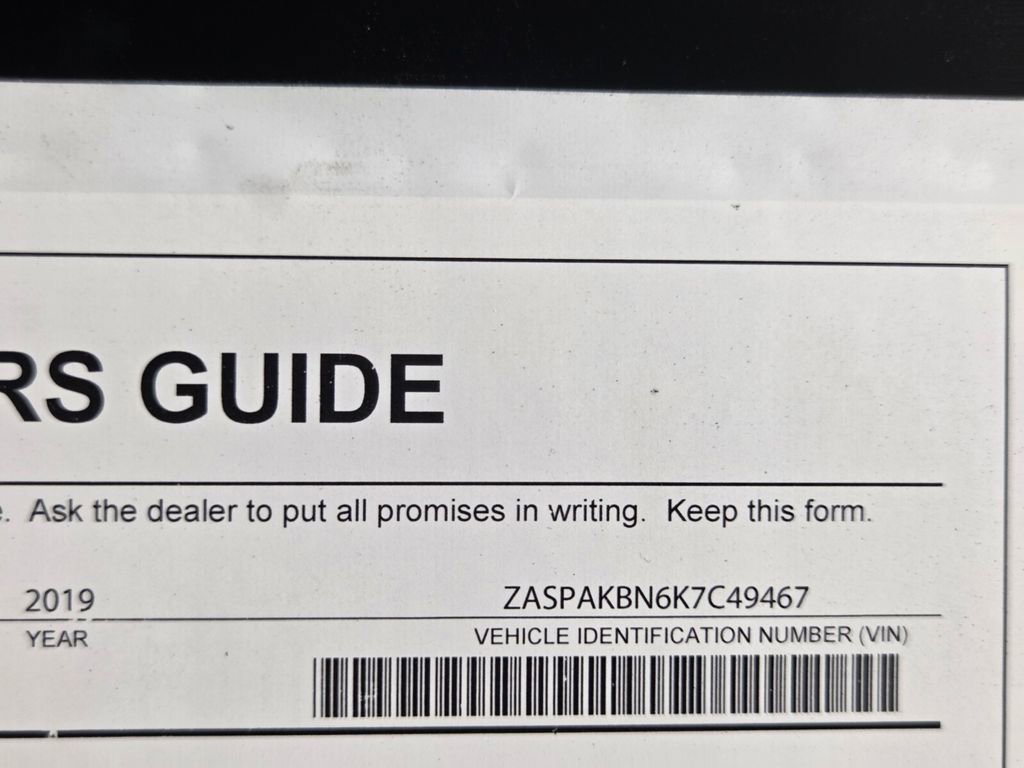 RS GUIDE
e. Ask the dealer to put all promises in writing. Keep this form.
2019 ZASPAKBN6K7C49467
YEAR VEHICLE IDENTIFICATION NUMBER (VIN)